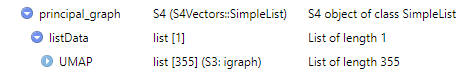 principal_graph S4 (S4Vectors::SimpleList) S4 object of class SimpleList
listData list [1] List of length 1
UMAP list [355] (S3: igraph) List of length 355